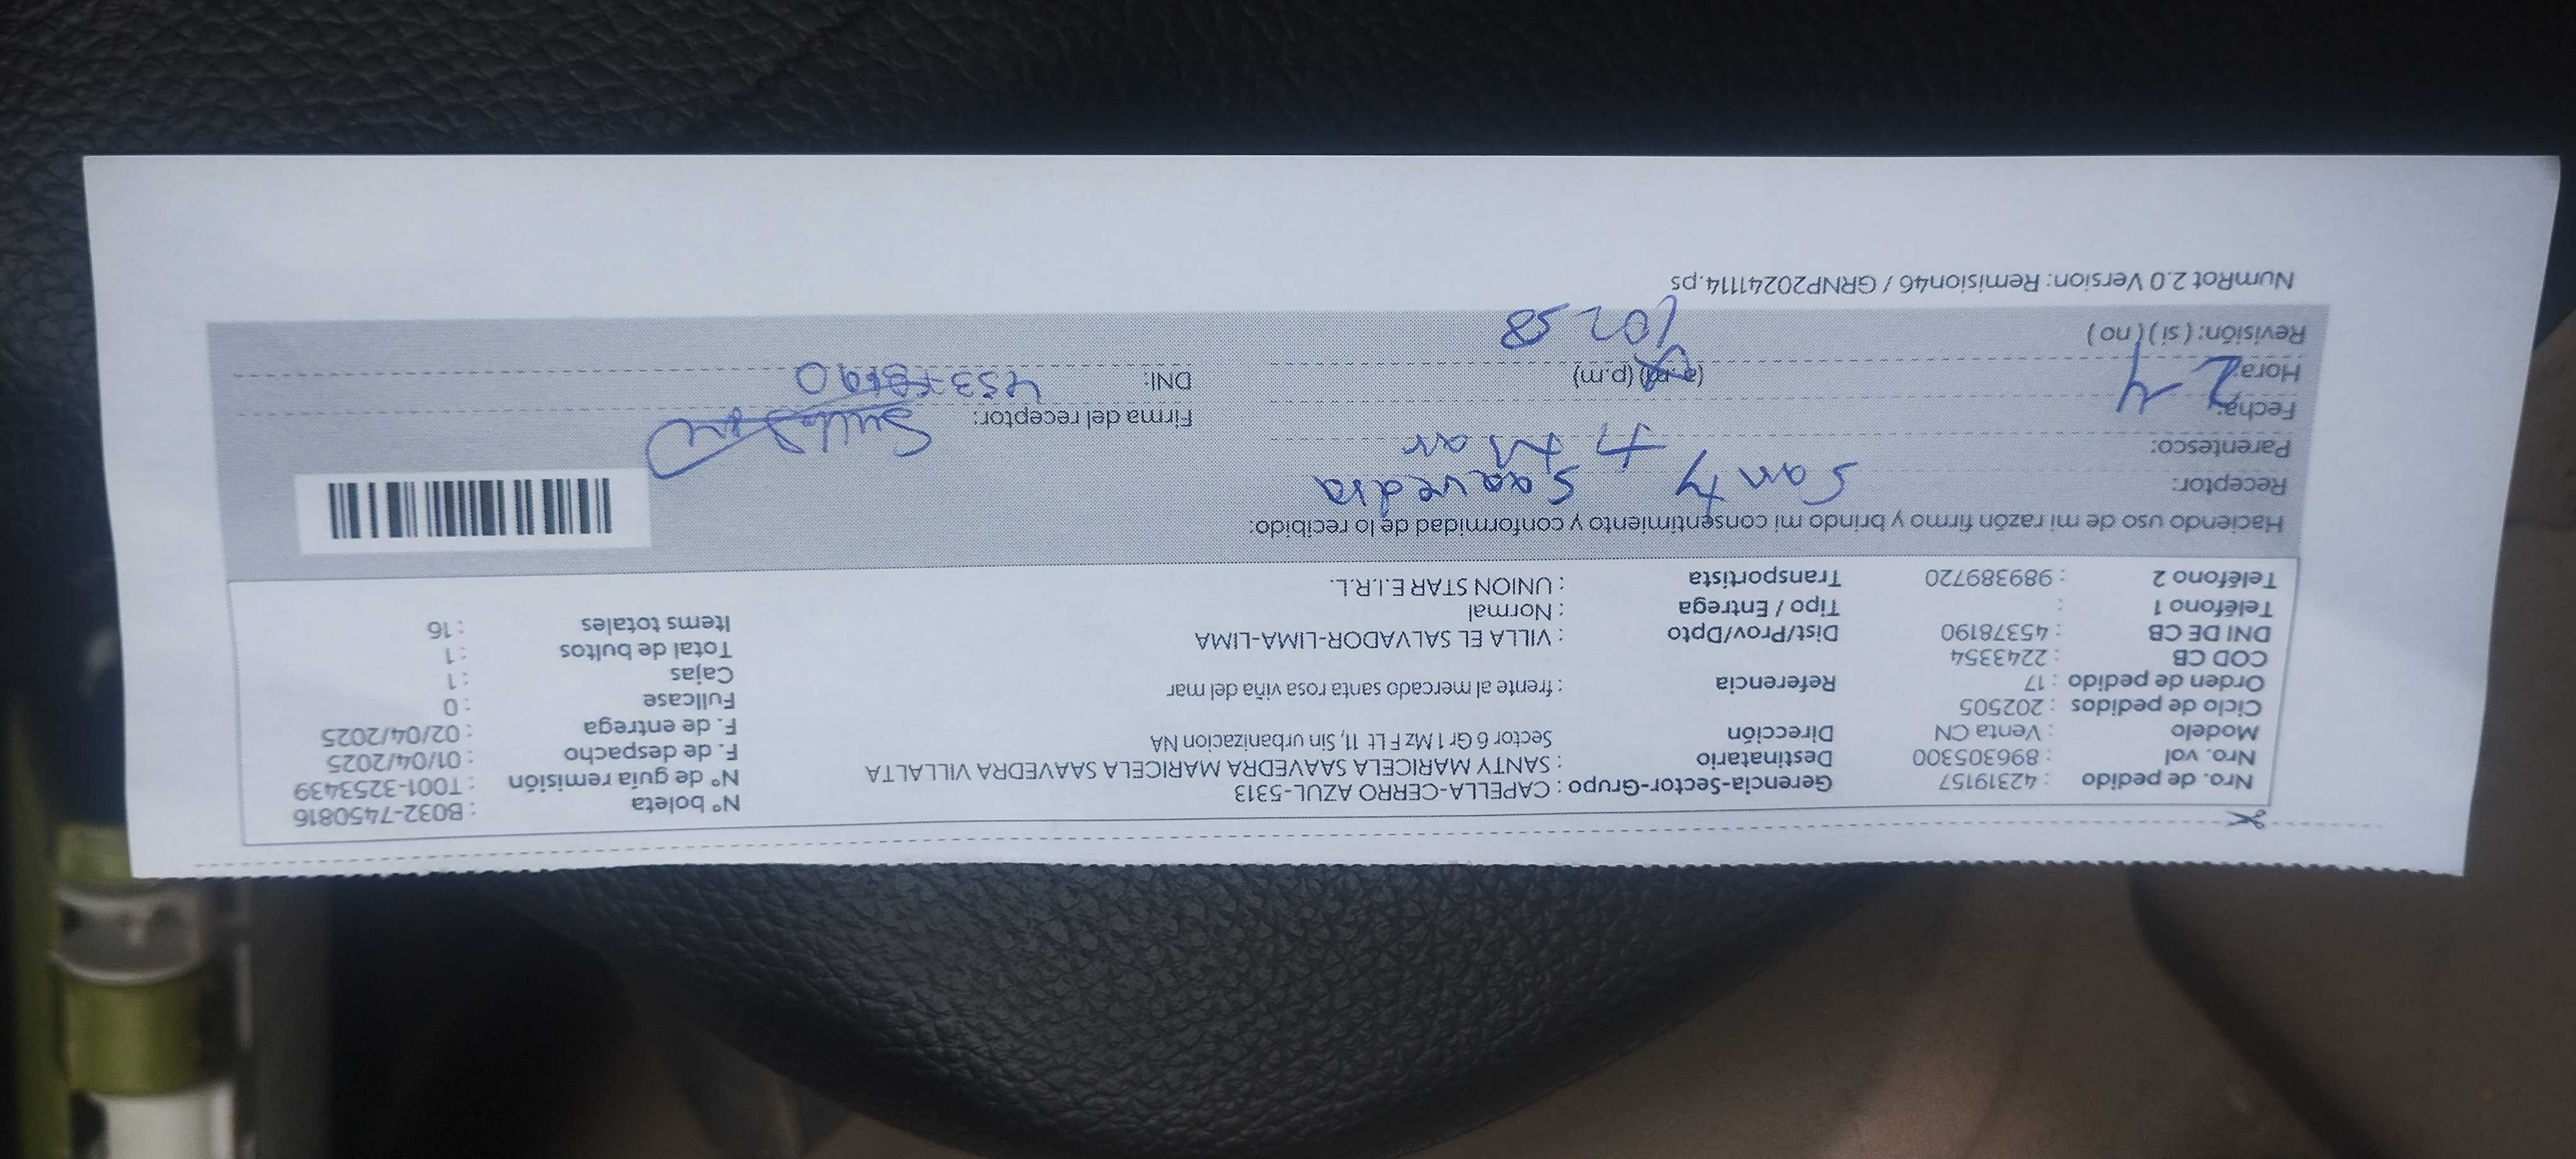 Nro. de pedido : 42319157 Gerencia-Sector-Grupo : CAPELLA-CERRO AZUL-5313 N° boleta : B032-7450816
Nro. val : 896305300 Destinatario : SANTY MARICELA SAAVEDRA MARICELA SAAVEDRA VILLALTA N° de guía remisión : T001-3253439
Modelo : Venta CN Dirección Sector 6 Gr 1 Mz F Lt 11, Sin urbanizacion NA F. de despacho : 01/04/2025
Ciclo de pedidos : 202505 F. de entrega : 02/04/2025
Orden de pedido : 17 Referencia : frente al mercado santa rosa viña del mar Fullcase : 0
COD CB : 2243354 Cajas : 1
DNI DE CB : 45378190 Dist/Prov/Dpto : VILLA EL SALVADOR-LIMA-LIMA Total de bultos : 1
Teléfono 1 : Tipo / Entrega : Normal Items totales : 16
Teléfono 2 : 989389720 Transportista : UNION STAR E.I.R.L.
Haciendo uso de mi razón firmo y brindo mi consentimiento y conformidad de lo recibido:
Receptor: Santy Saavedra
Parentesco:
Fecha: 2 4 Firma del receptor:
Hora: (a.m) (p.m) DNI: 45378190
Revisión: ( si ) ( no ) 10258
NumRot 2.0 Version: Remision46 / GRNP20241114.ps